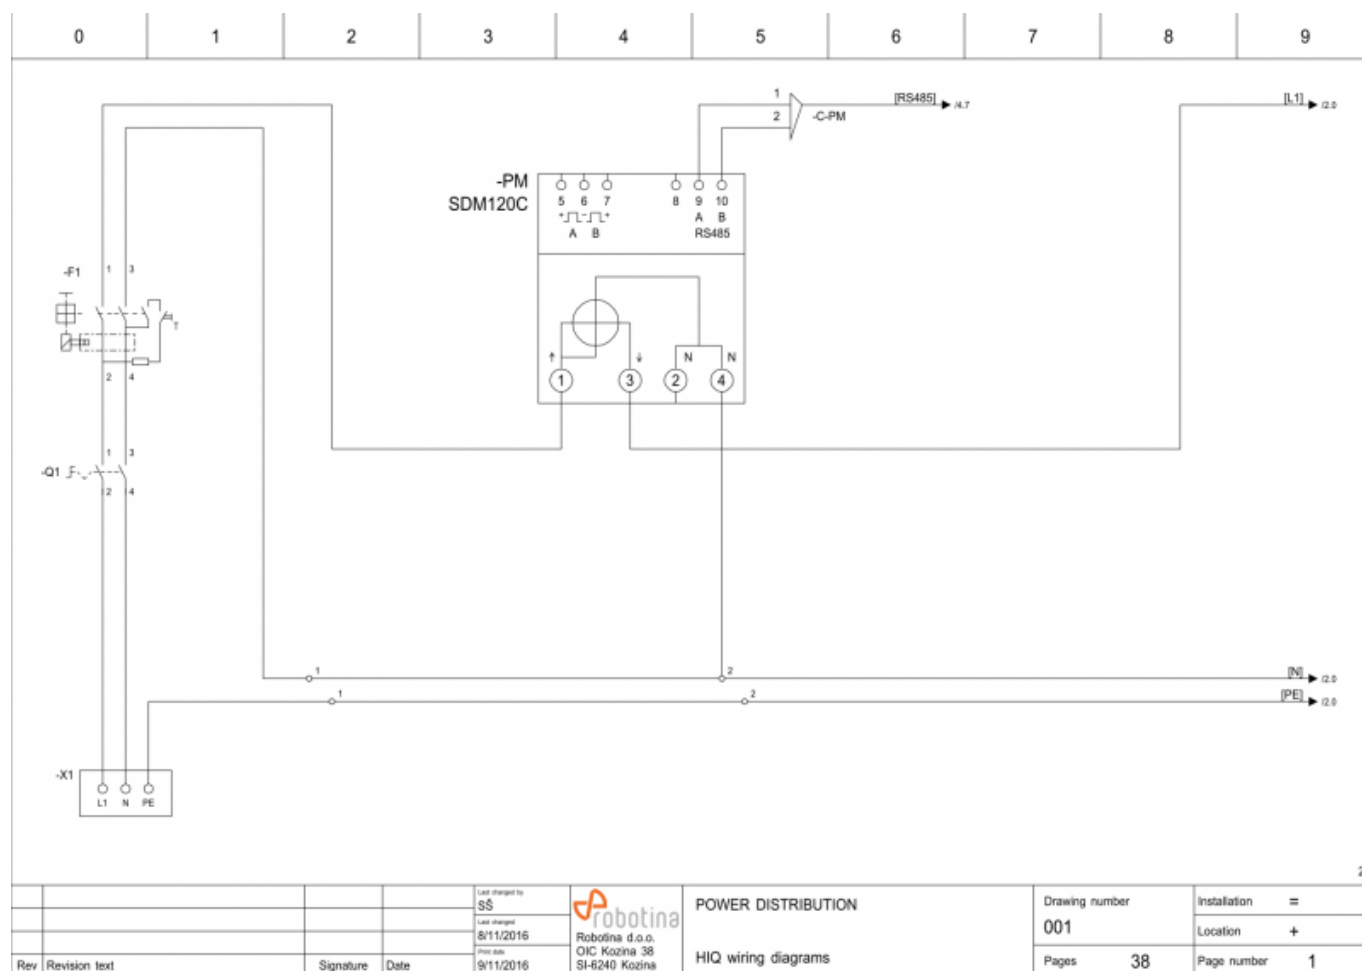 0 1 2 3 4 5 6 7 8 9
1 [RS485] /4.7 [L1] /2.0
2 -C-PM
-PM
SDM120C
5 6 7 8 9 10
+ - + A B
A B RS485
-F1 1 3
T
N N
2 4
1 3 2 4
1 3
-Q1
2 4
1 2 [N] /2.0
1 2 [PE] /2.0
-X1
L1 N PE
2
Last changed by
SŠ
Last changed
8/11/2016
Print date
9/11/2016
robotina
Robotina d.o.o.
OIC Kozina 38
SI-6240 Kozina
POWER DISTRIBUTION
HIQ wiring diagrams
Drawing number
001
Pages 38
Installation =
Location +
Page number 1
Rev Revision text Signature Date